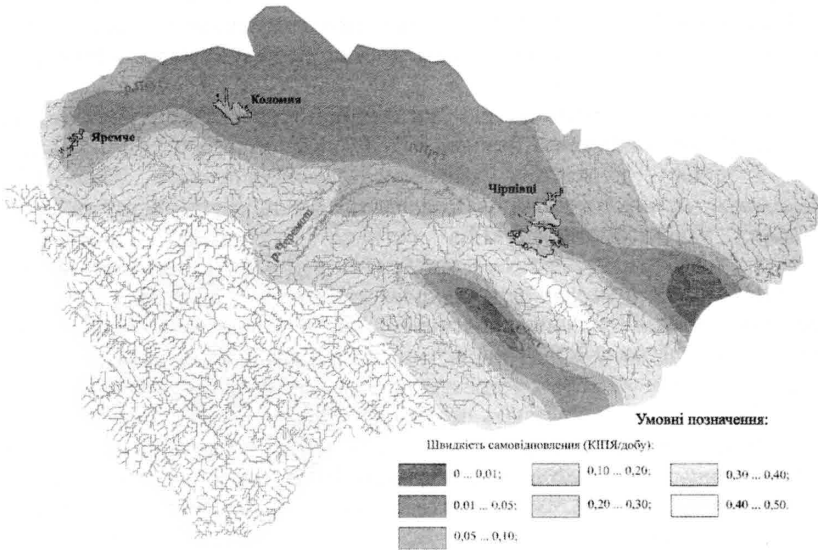 Коломия
Яремче
Чірнівці
р.Черемош
Умовні позначення:
Швидкість самовідновлення (КІПЯ/добу):
0 ... 0,01; 0,10 ... 0,20; 0,30 ... 0,40;
0,01 ... 0,05; 0,20 ... 0,30; 0,40 ... 0,50.
0,05 ... 0,10;